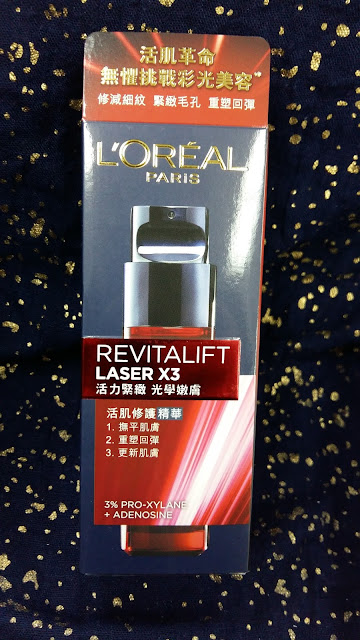 活肌革命
無懼挑戰彩光美容**
修減細紋 緊緻毛孔 重塑回彈
L'ORÉAL
PARIS
REVITALIFT
LASER X3
活力緊緻 光學嫩膚
活肌修護精華
1. 撫平肌膚
2. 重塑回彈
3. 更新肌膚
3% PRO-XYLANE
+ ADENOSINE